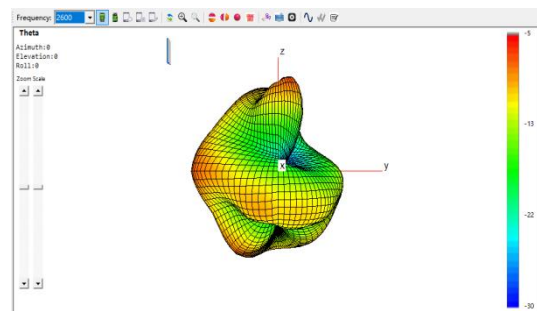 Frequency: 2600
Theta
Azimuth:0
Elevation:0
Roll:0
Zoom Scale
z
x
y
-5
-13
-22
-30